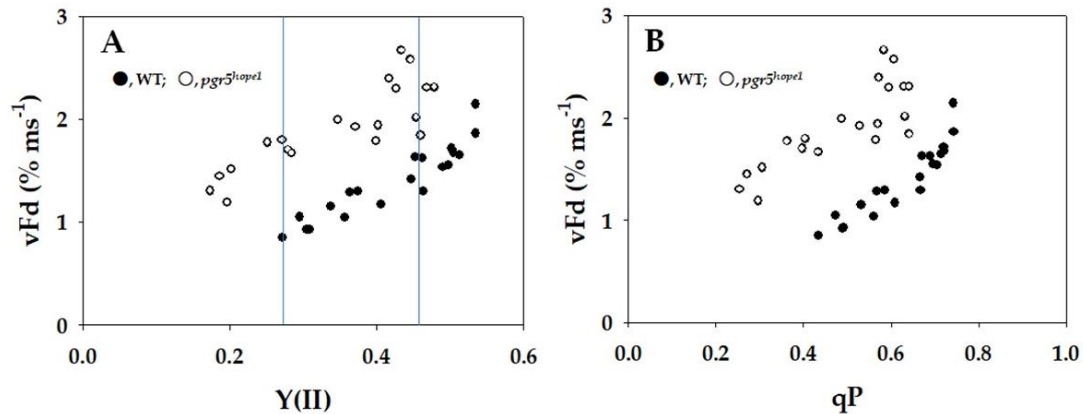 A
●, WT; ○, pgr5hope1
vFd (% ms-1)
3
2
1
0
0.0 0.2 0.4 0.6
Y(II)
B
●, WT; ○, pgr5hope1
vFd (% ms-1)
3
2
1
0
0.0 0.2 0.4 0.6 0.8 1.0
qP